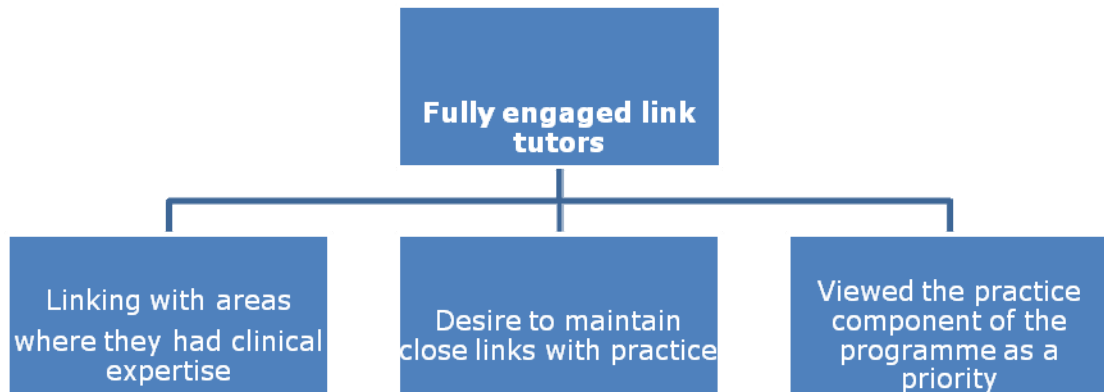 Fully engaged link
tutors
Linking with areas
where they had clinical
expertise
Desire to maintain
close links with practice
Viewed the practice
component of the
programme as a
priority